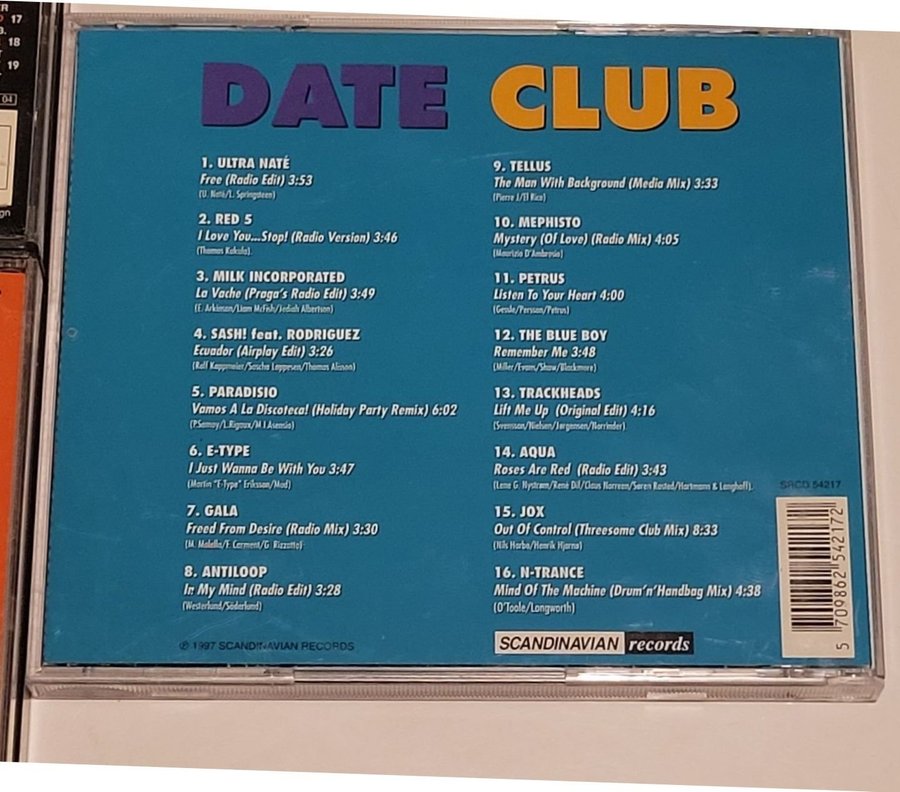 DATE CLUB
1. ULTRA NATÉ
Free (Radio Edit) 3:53
(U. Naté/L. Springsteen)
2. RED 5
I Love You...Stop! (Radio Version) 3:46
(Thomas Kukula).
3. MILK INCORPORATED
La Vache (Praga's Radio Edit) 3:49
(E. Arkinson/Liam McFish/Jediah Albertson)
4. SASH! feat. RODRIGUEZ
Ecuador (Airplay Edit) 3:26
(Ralf Kappmeier/Sascha Lappesen/Thomas Alisson)
5. PARADISIO
Vamos A La Discoteca! (Holiday Party Remix) 6:02
(P.Samoy/L.Rigaux/M I Asensio)
6. E-TYPE
I Just Wanna Be With You 3:47
(Martin "E-Type" Eriksson/Mud)
7. GALA
Freed From Desire (Radio Mix) 3:30
(M. Molella/F. Carment/G. Rizzatto)
8. ANTILOOP
In My Mind (Radio Edit) 3:28
(Westerlund/Söderlund)
9. TELLUS
The Man With Background (Media Mix) 3:33
(Pierre J/El Rico)
10. MEPHISTO
Mystery (Of Love) (Radio Mix) 4:05
(Maurizio D'Ambrosio)
11. PETRUS
Listen To Your Heart 4:00
(Gessle/Persson/Petrus)
12. THE BLUE BOY
Remember Me 3:48
(Miller/Evans/Shaw/Blackmore)
13. TRACKHEADS
Lift Me Up (Original Edit) 4:16
(Svensson/Nielsen/Jørgensen/Norrinder).
14. AQUA
Roses Are Red (Radio Edit) 3:43
(Lene G. Nystrøm/René Dif/Claus Norreen/Søren Rasted/Hartmann & Langhoff).
15. JOX
Out Of Control (Threesome Club Mix) 8:33
(Nils Harbo/Henrik Hjorne)
16. N-TRANCE
Mind Of The Machine (Drum'n'Handbag Mix) 4:38
(O'Toole/Longworth)
SRCD 54217
5 709862 542172
℗ 1997 SCANDINAVIAN RECORDS
SCANDINAVIAN records
17
18
19
04